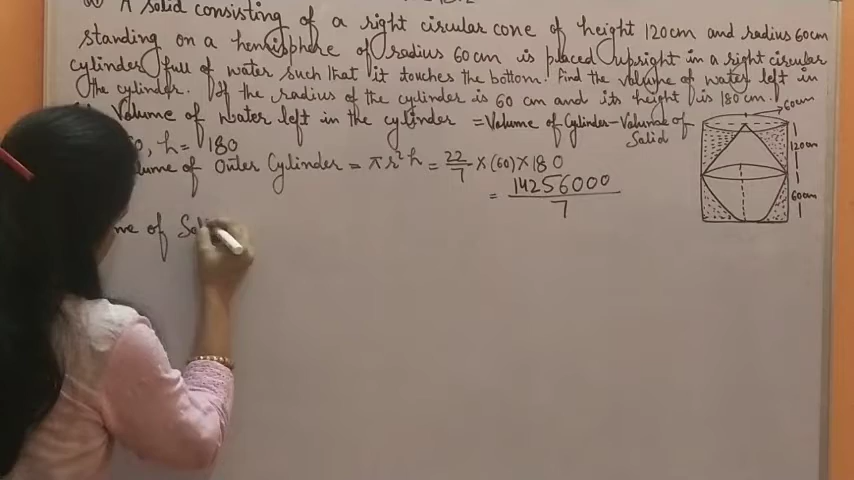 A solid consisting of a right circular cone of height 120cm and radius 60cm
standing on a hemisphere of radius 60cm is placed upright in a right circular
cylinder full of water such that it touches the bottom. Find the volume of water left in
the cylinder. If the radius of the cylinder is 60 cm and its height is 180 cm.
Volume of water left in the cylinder = Volume of Cylinder - Volume of
Solid
h = 180
Volume of Outer Cylinder = πr²h = 22/7 × (60) × 180
= 14256000/7
of
60cm
120cm
60cm